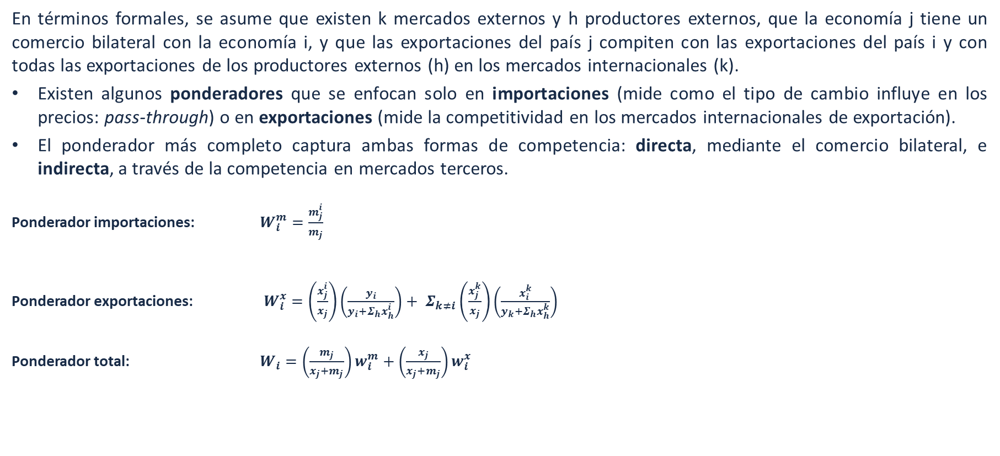 En términos formales, se asume que existen k mercados externos y h productores externos, que la economía j tiene un
comercio bilateral con la economía i, y que las exportaciones del país j compiten con las exportaciones del país i y con
todas las exportaciones de los productores externos (h) en los mercados internacionales (k).
• Existen algunos ponderadores que se enfocan solo en importaciones (mide como el tipo de cambio influye en los
precios: pass-through) o en exportaciones (mide la competitividad en los mercados internacionales de exportación).
• El ponderador más completo captura ambas formas de competencia: directa, mediante el comercio bilateral, e
indirecta, a través de la competencia en mercados terceros.
Ponderador importaciones: $W_i^m = \frac{m_j^i}{m_j}$
Ponderador exportaciones: $W_i^x = \left(\frac{x_j^i}{x_j}\right)\left(\frac{y_i}{y_i+\Sigma_h x_h^i}\right) + \Sigma_{k \neq i}\left(\frac{x_j^k}{x_j}\right)\left(\frac{x_i^k}{y_k+\Sigma_h x_h^k}\right)$
Ponderador total: $W_i = \left(\frac{m_j}{x_j+m_j}\right)w_i^m + \left(\frac{x_j}{x_j+m_j}\right)w_i^x$